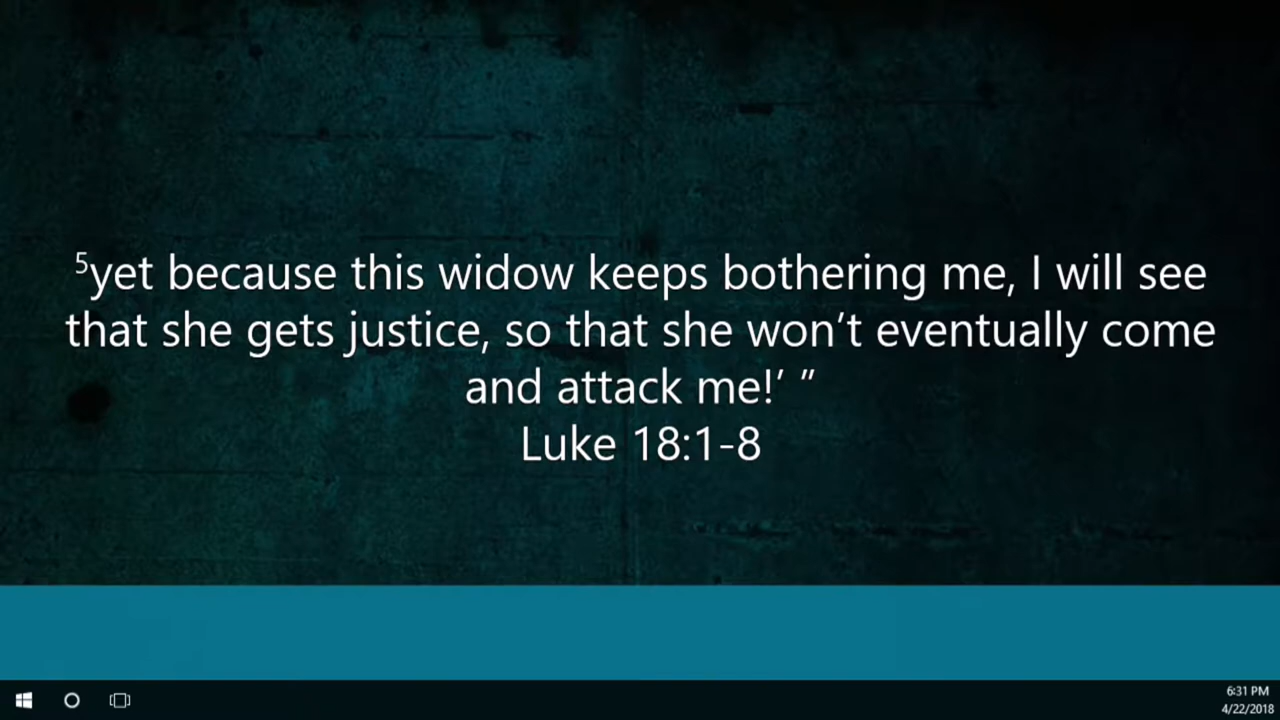 ⁵yet because this widow keeps bothering me, I will see
that she gets justice, so that she won’t eventually come
and attack me!’ ”
Luke 18:1-8
6:31 PM
4/22/2018